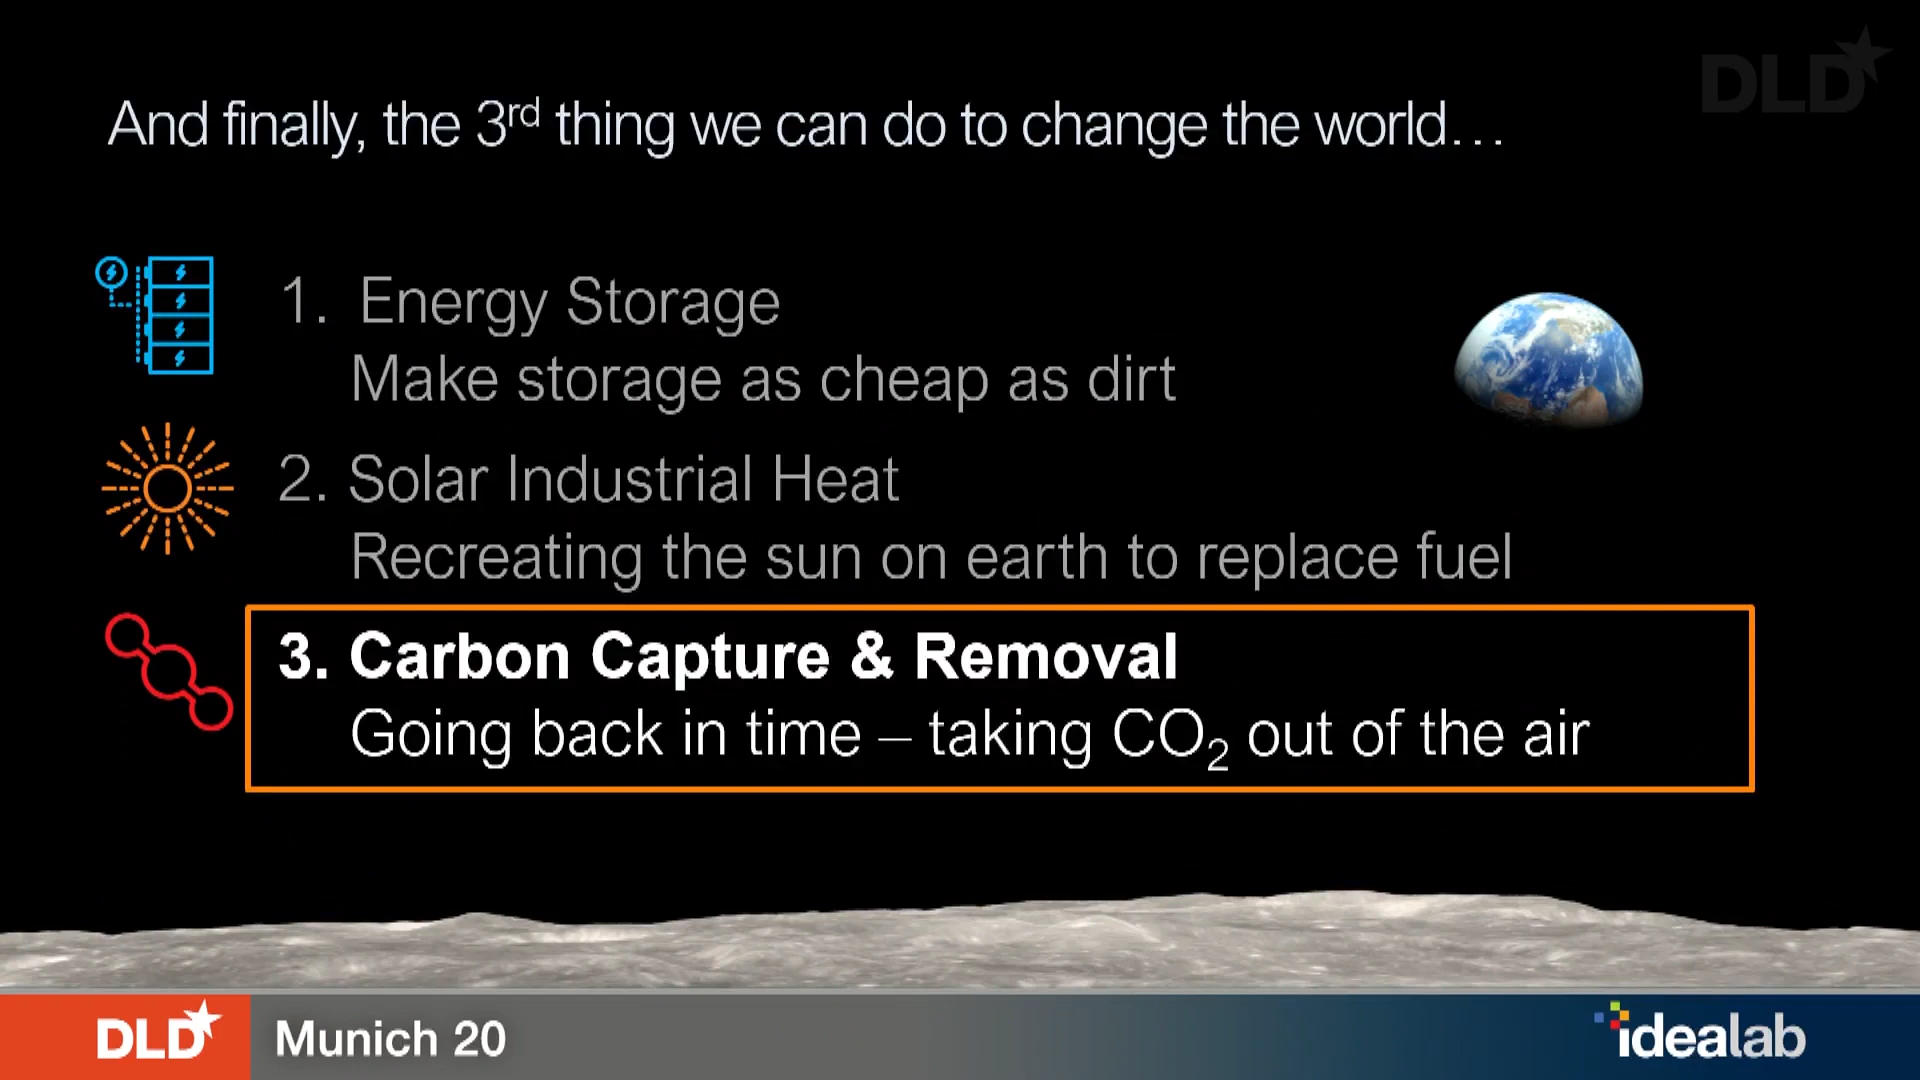 DLD
And finally, the 3rd thing we can do to change the world…
1. Energy Storage
Make storage as cheap as dirt
2. Solar Industrial Heat
Recreating the sun on earth to replace fuel
3. Carbon Capture & Removal
Going back in time – taking CO₂ out of the air
DLD
Munich 20
idealab